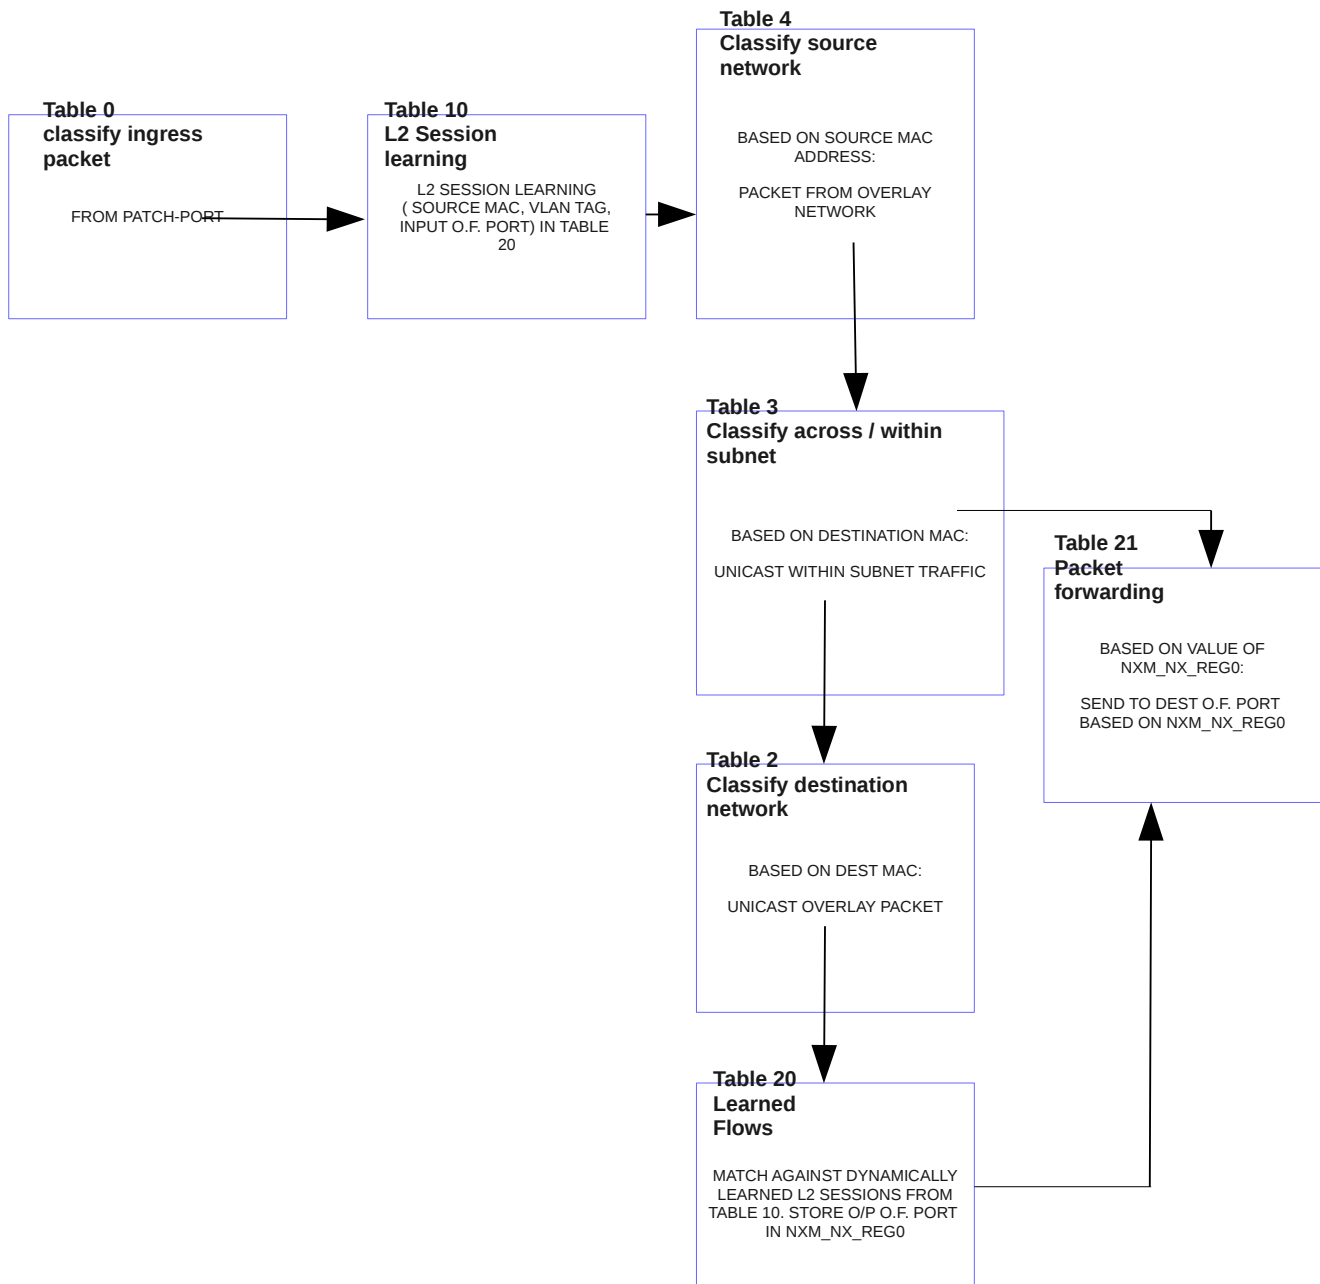 Table 0
classify ingress
packet
FROM PATCH-PORT
Table 10
L2 Session
learning
L2 SESSION LEARNING
( SOURCE MAC, VLAN TAG,
INPUT O.F. PORT) IN TABLE
20
Table 4
Classify source
network
BASED ON SOURCE MAC
ADDRESS:
PACKET FROM OVERLAY
NETWORK
Table 3
Classify across / within
subnet
BASED ON DESTINATION MAC:
UNICAST WITHIN SUBNET TRAFFIC
Table 21
Packet
forwarding
BASED ON VALUE OF
NXM_NX_REG0:
SEND TO DEST O.F. PORT
BASED ON NXM_NX_REG0
Table 2
Classify destination
network
BASED ON DEST MAC:
UNICAST OVERLAY PACKET
Table 20
Learned
Flows
MATCH AGAINST DYNAMICALLY
LEARNED L2 SESSIONS FROM
TABLE 10. STORE O/P O.F. PORT
IN NXM_NX_REG0